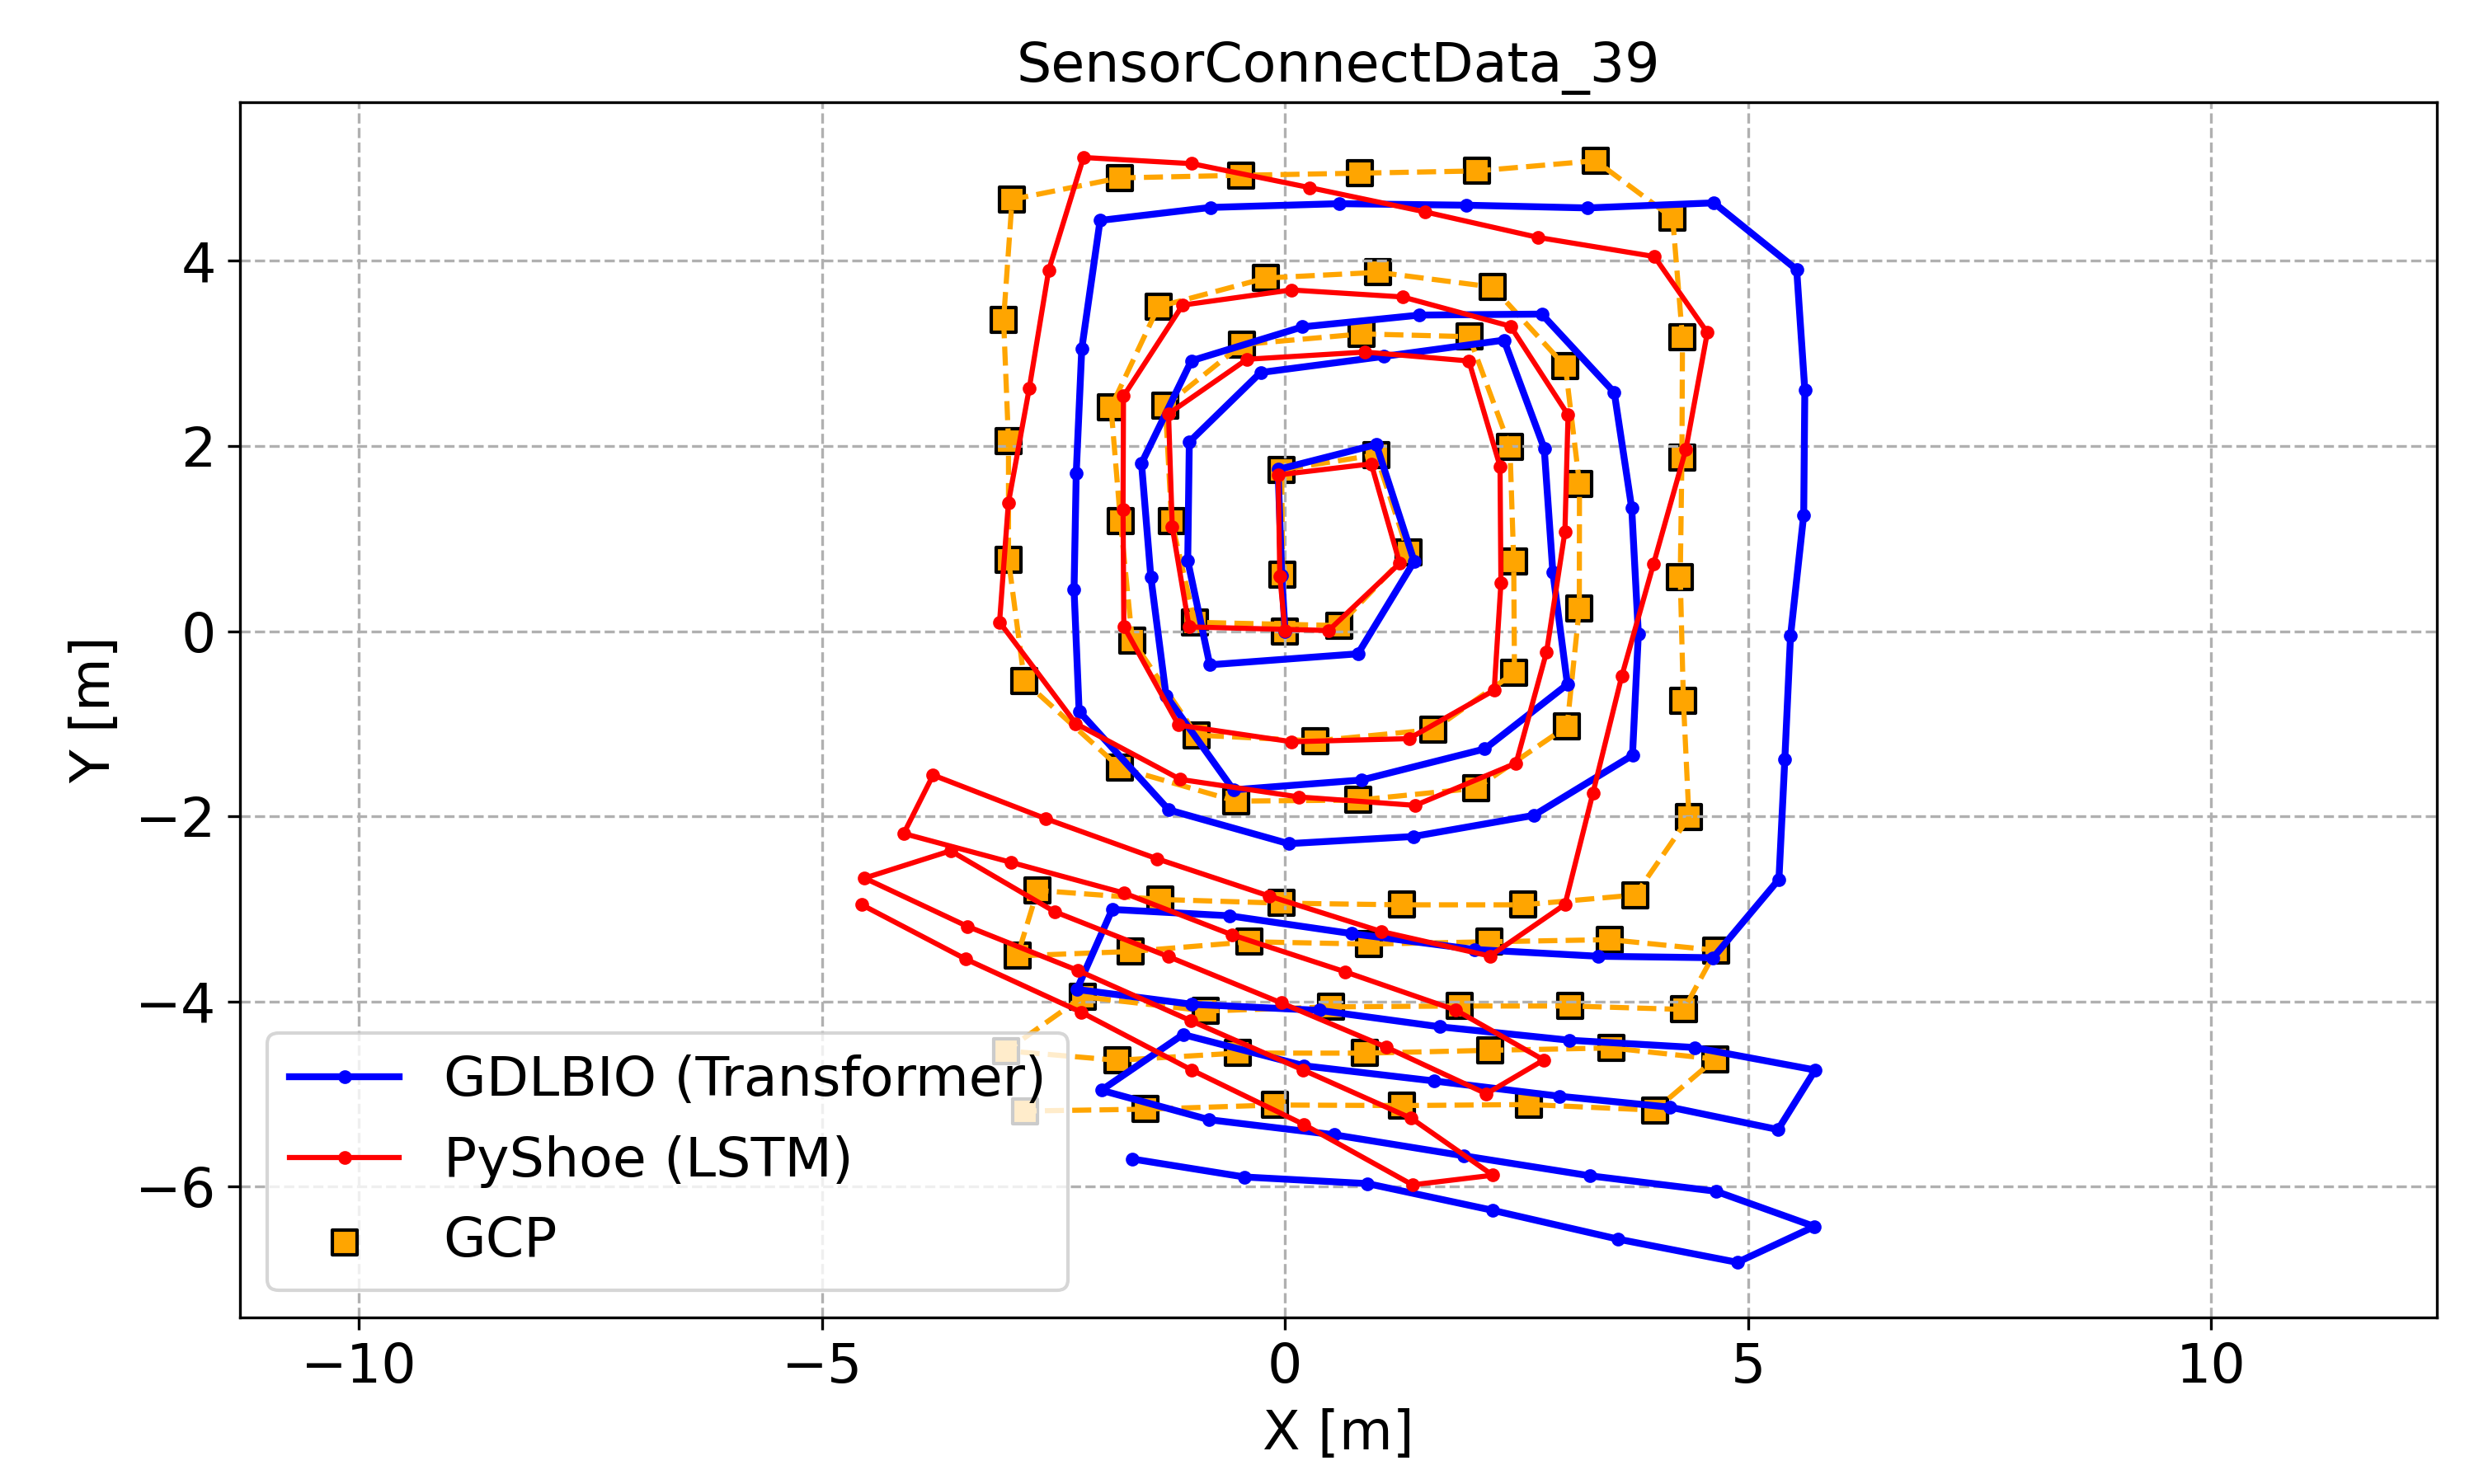 SensorConnectData_39
4
2
0
−2
−4
−6
Y [m]
GDLBIO (Transformer)
PyShoe (LSTM)
GCP
−10
−5
0
5
10
X [m]